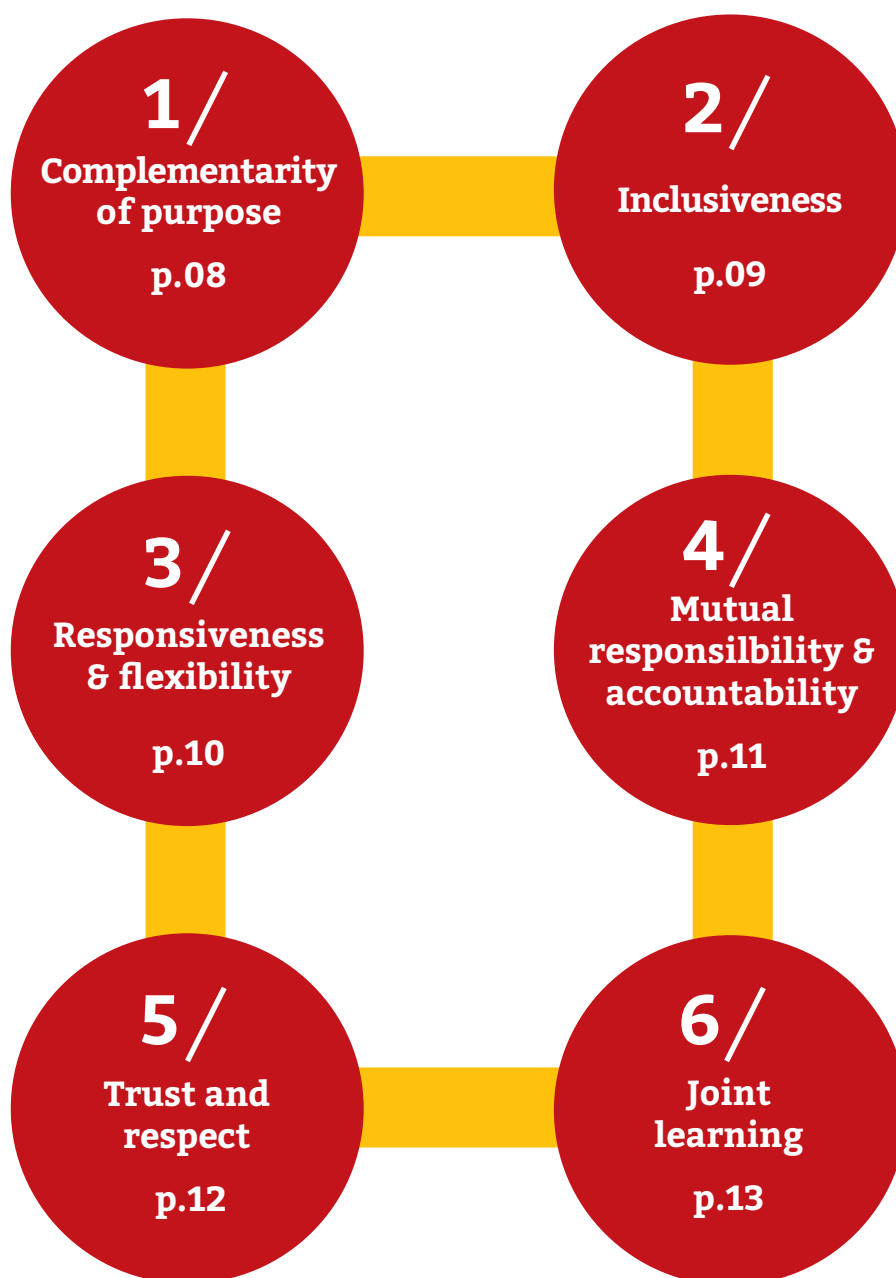 1/
Complementarity
of purpose
p.08
2/
Inclusiveness
p.09
3/
Responsiveness
& flexibility
p.10
4/
Mutual
responsilbility &
accountability
p.11
5/
Trust and
respect
p.12
6/
Joint
learning
p.13